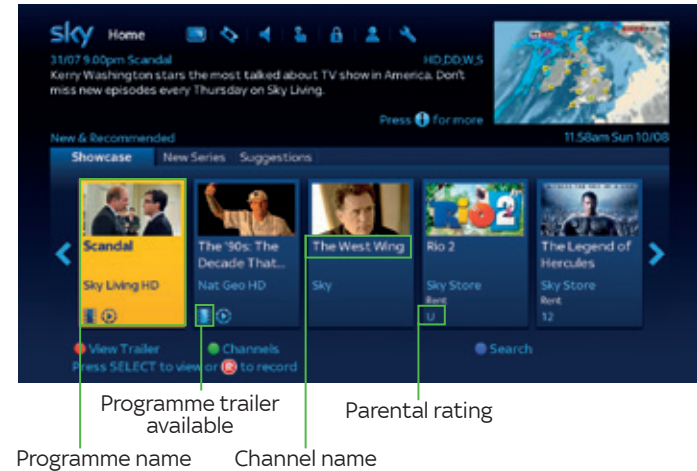 sky Home
31/07 9.00pm Scandal HD,DD,W,S
Kerry Washington stars the most talked about TV show in America. Don't
miss new episodes every Thursday on Sky Living.
Press i for more
New & Recommended 11.58am Sun 10/08
Showcase New Series Suggestions
Scandal
Sky Living HD
The '90s: The
Decade That...
Nat Geo HD
The West Wing
Sky
Rio 2
Rio 2
Sky Store
Rent
U
The Legend of
Hercules
Sky Store
Rent
12
View Trailer Channels Search
Press SELECT to view or R to record
Programme trailer
available
Parental rating
Programme name Channel name